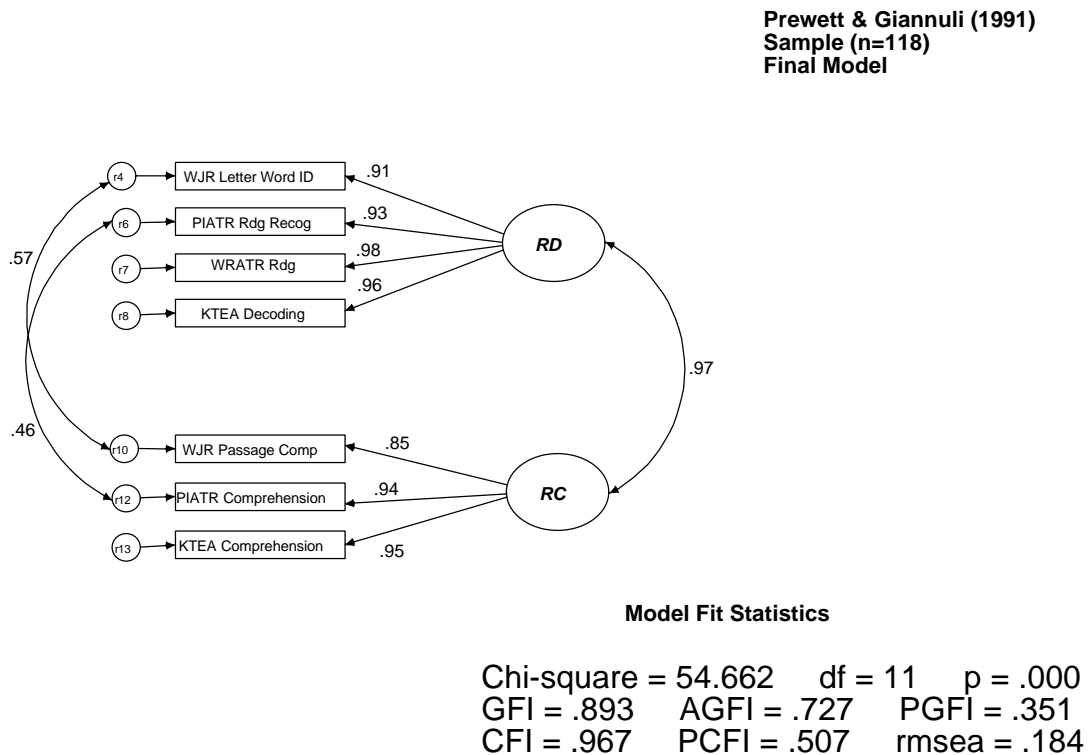 Prewett & Giannuli (1991)
Sample (n=118)
Final Model
r4
WJR Letter Word ID
.91
r6
PIATR Rdg Recog
.93
RD
.57
r7
WRATR Rdg
.98
r8
KTEA Decoding
.96
.97
.46
r10
WJR Passage Comp
.85
r12
PIATR Comprehension
.94
RC
r13
KTEA Comprehension
.95
Model Fit Statistics
Chi-square = 54.662 df = 11 p = .000
GFI = .893 AGFI = .727 PGFI = .351
CFI = .967 PCFI = .507 rmsea = .184